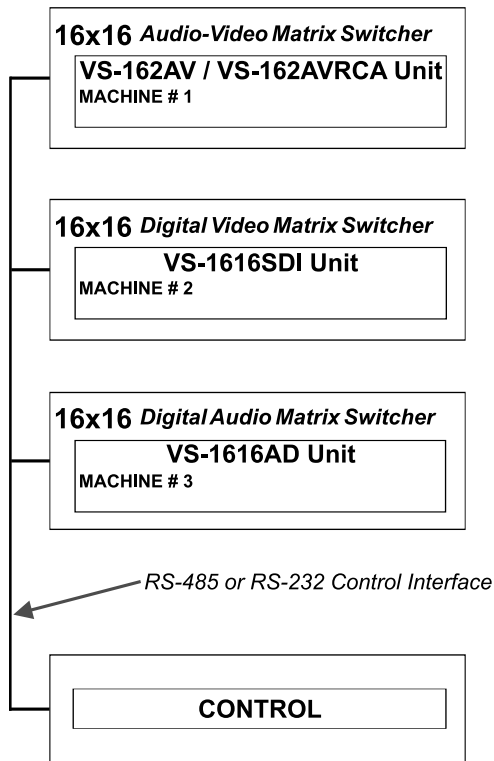 16x16 Audio-Video Matrix Switcher
VS-162AV / VS-162AVRCA Unit
MACHINE # 1
16x16 Digital Video Matrix Switcher
VS-1616SDI Unit
MACHINE # 2
16x16 Digital Audio Matrix Switcher
VS-1616AD Unit
MACHINE # 3
RS-485 or RS-232 Control Interface
CONTROL